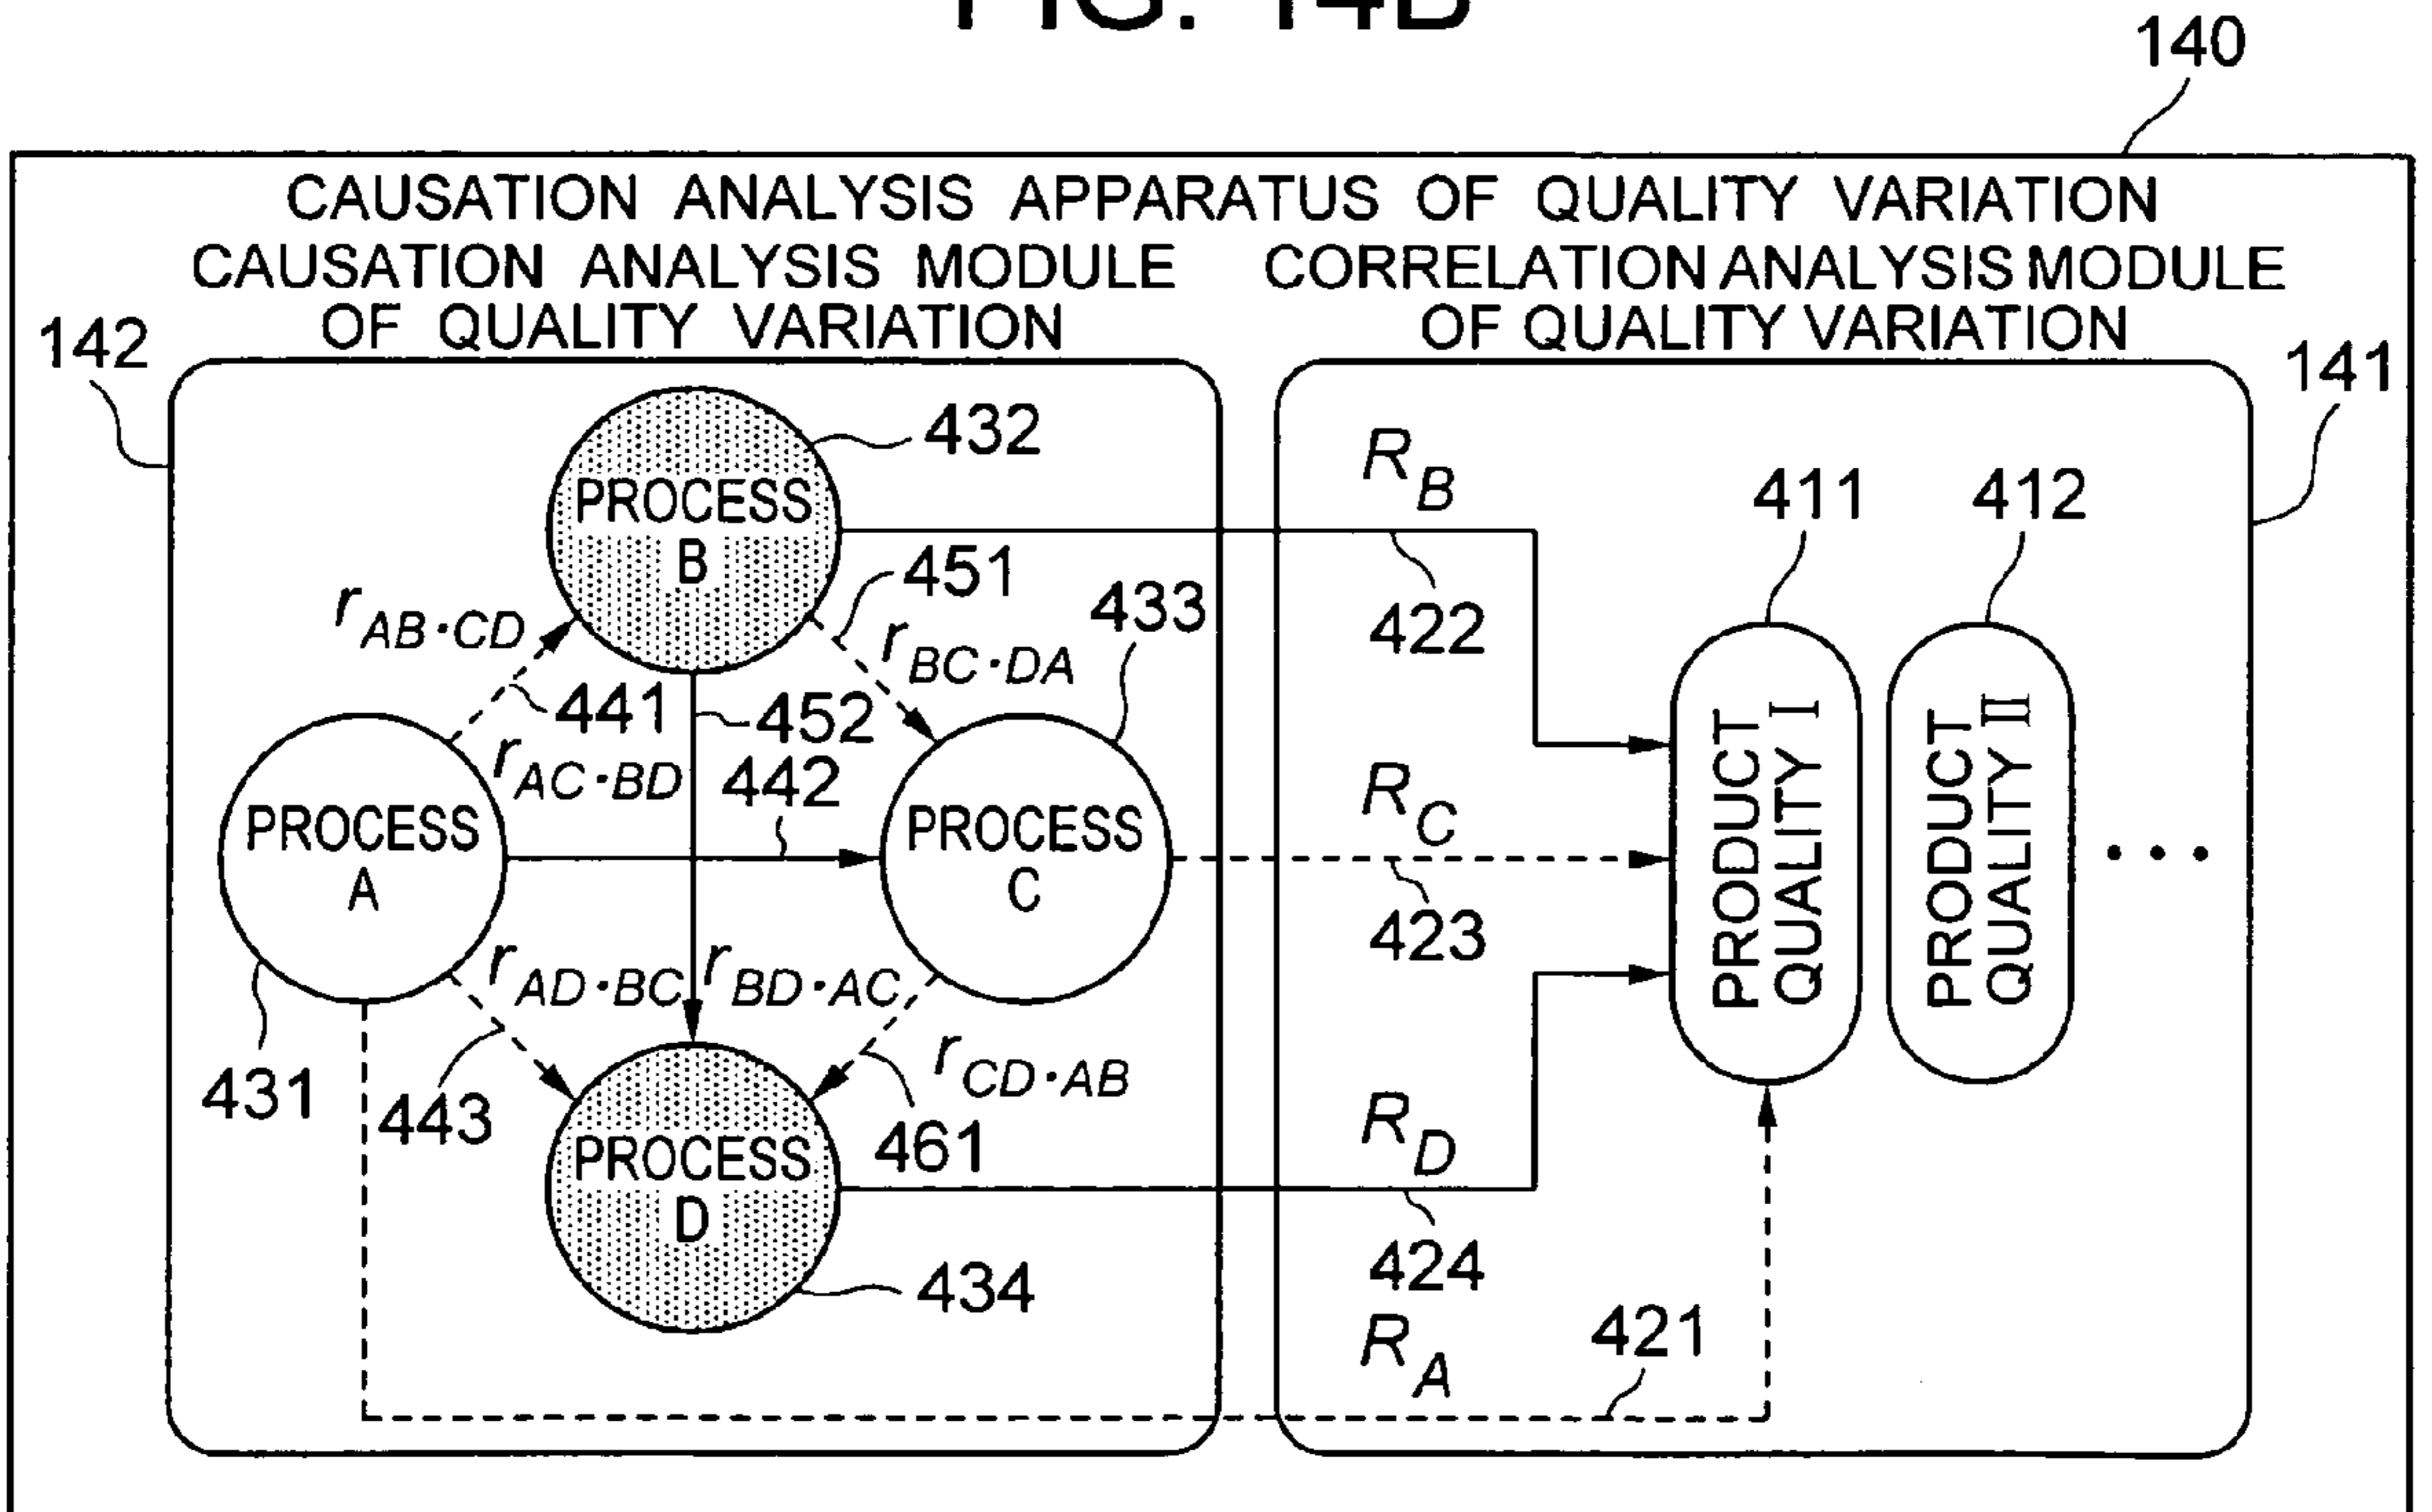 FIG. 14B
140
CAUSATION ANALYSIS APPARATUS OF QUALITY VARIATION
CAUSATION ANALYSIS MODULE
OF QUALITY VARIATION
CORRELATION ANALYSIS MODULE
OF QUALITY VARIATION
142
141
432
PROCESS
B
R_B
411
412
451
433
r_AB·CD
r_BC·DA
422
441
452
r_AC·BD
442
PROCESS
A
PROCESS
C
R_C
423
PRODUCT
QUALITY I
PRODUCT
QUALITY II
•••
r_AD·BC
r_BD·AC
431
443
r_CD·AB
461
R_D
PROCESS
D
424
434
R_A
421